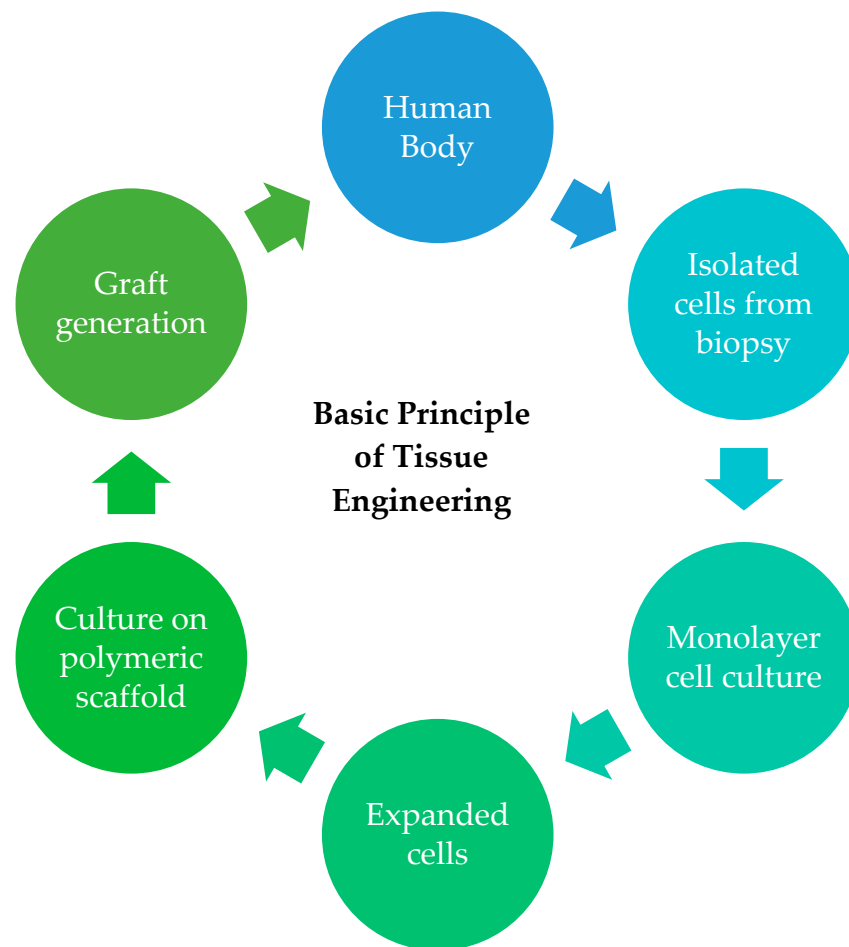 Human
Body
Isolated
cells from
biopsy
Monolayer
cell culture
Expanded
cells
Culture on
polymeric
scaffold
Graft
generation
Basic Principle
of Tissue
Engineering